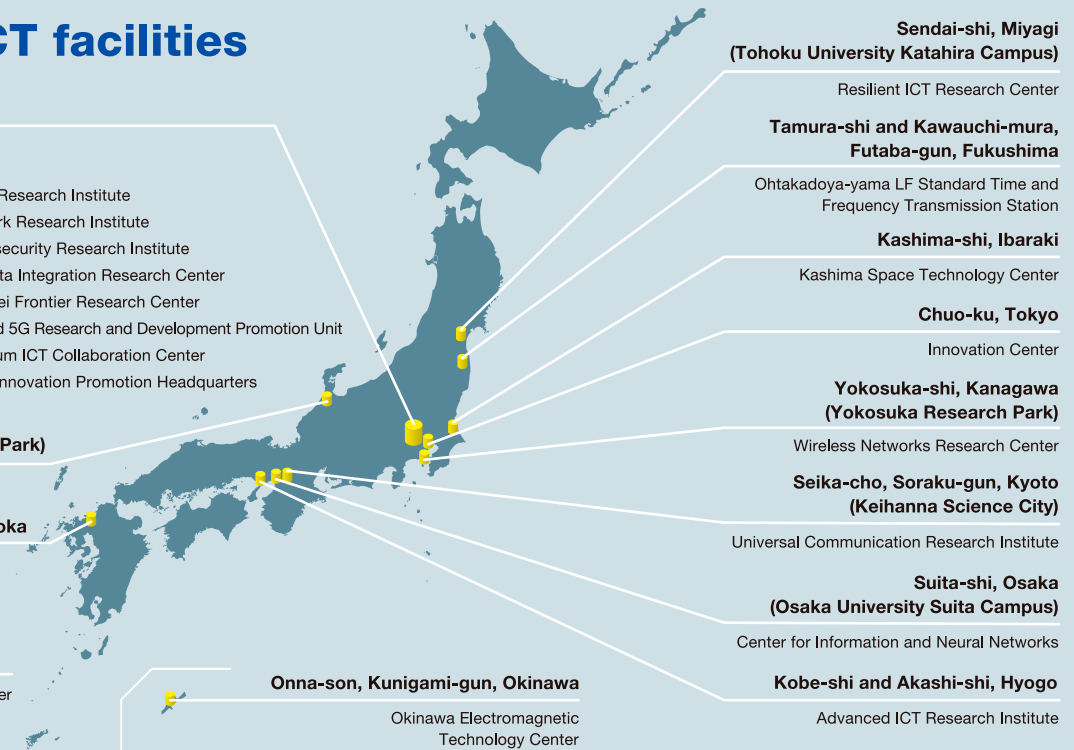 CT facilities
Research Institute
rk Research Institute
security Research Institute
ta Integration Research Center
ei Frontier Research Center
d 5G Research and Development Promotion Unit
um ICT Collaboration Center
nnovation Promotion Headquarters
Park)
oka
er
Onna-son, Kunigami-gun, Okinawa
Okinawa Electromagnetic
Technology Center
Sendai-shi, Miyagi
(Tohoku University Katahira Campus)
Resilient ICT Research Center
Tamura-shi and Kawauchi-mura,
Futaba-gun, Fukushima
Ohtakadoya-yama LF Standard Time and
Frequency Transmission Station
Kashima-shi, Ibaraki
Kashima Space Technology Center
Chuo-ku, Tokyo
Innovation Center
Yokosuka-shi, Kanagawa
(Yokosuka Research Park)
Wireless Networks Research Center
Seika-cho, Soraku-gun, Kyoto
(Keihanna Science City)
Universal Communication Research Institute
Suita-shi, Osaka
(Osaka University Suita Campus)
Center for Information and Neural Networks
Kobe-shi and Akashi-shi, Hyogo
Advanced ICT Research Institute